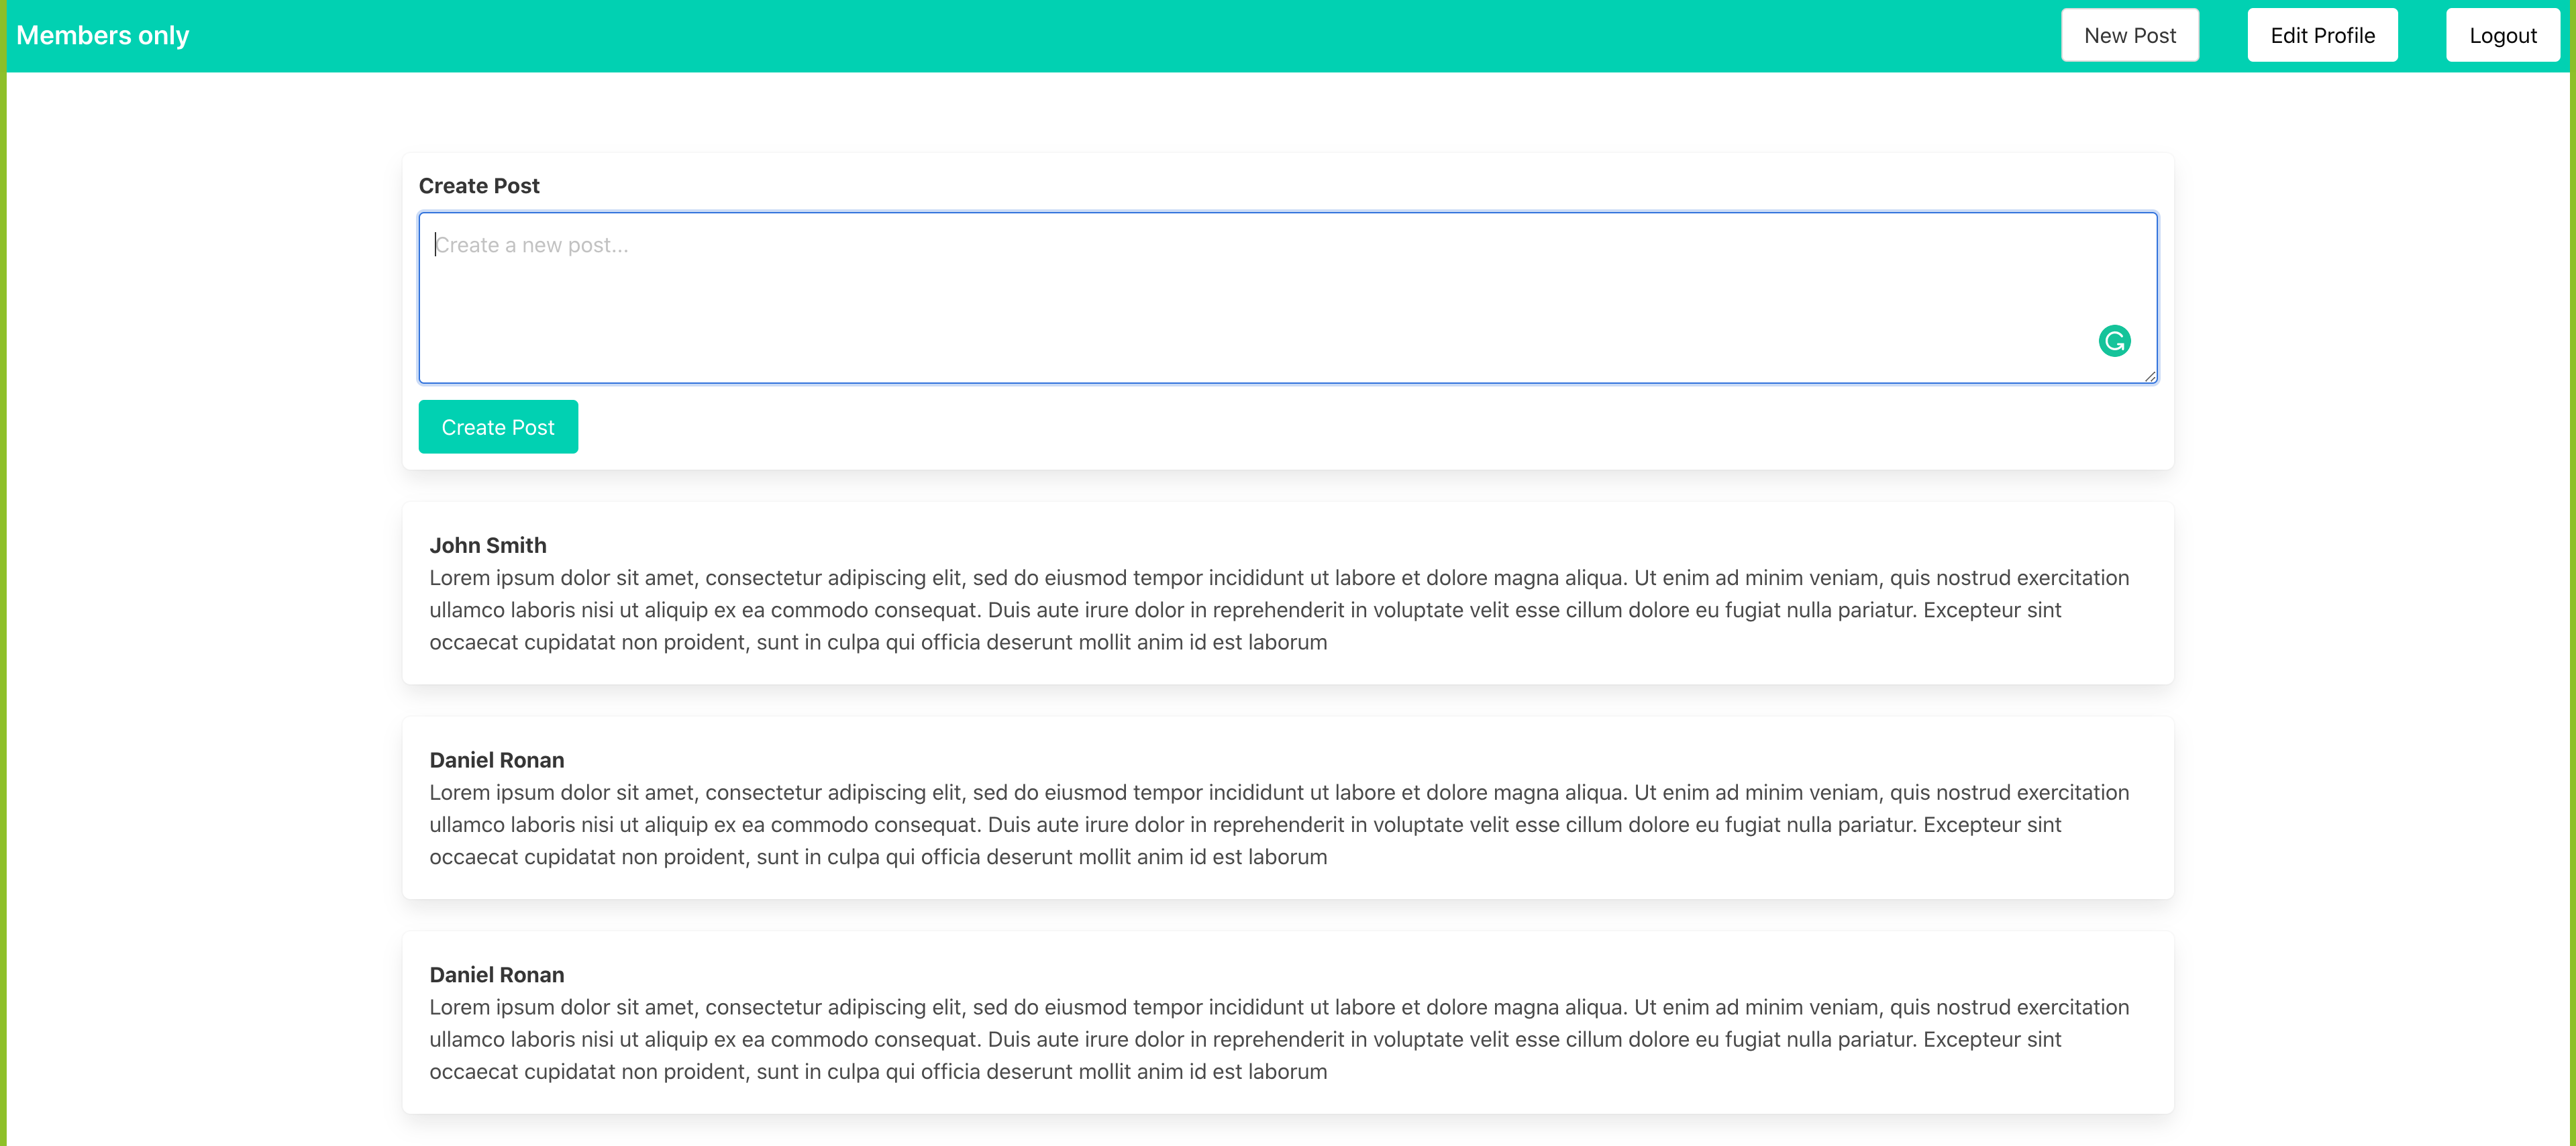 Members only
New Post
Edit Profile
Logout
Create Post
Create a new post...
Create Post
John Smith
Lorem ipsum dolor sit amet, consectetur adipiscing elit, sed do eiusmod tempor incididunt ut labore et dolore magna aliqua. Ut enim ad minim veniam, quis nostrud exercitation
ullamco laboris nisi ut aliquip ex ea commodo consequat. Duis aute irure dolor in reprehenderit in voluptate velit esse cillum dolore eu fugiat nulla pariatur. Excepteur sint
occaecat cupidatat non proident, sunt in culpa qui officia deserunt mollit anim id est laborum
Daniel Ronan
Lorem ipsum dolor sit amet, consectetur adipiscing elit, sed do eiusmod tempor incididunt ut labore et dolore magna aliqua. Ut enim ad minim veniam, quis nostrud exercitation
ullamco laboris nisi ut aliquip ex ea commodo consequat. Duis aute irure dolor in reprehenderit in voluptate velit esse cillum dolore eu fugiat nulla pariatur. Excepteur sint
occaecat cupidatat non proident, sunt in culpa qui officia deserunt mollit anim id est laborum
Daniel Ronan
Lorem ipsum dolor sit amet, consectetur adipiscing elit, sed do eiusmod tempor incididunt ut labore et dolore magna aliqua. Ut enim ad minim veniam, quis nostrud exercitation
ullamco laboris nisi ut aliquip ex ea commodo consequat. Duis aute irure dolor in reprehenderit in voluptate velit esse cillum dolore eu fugiat nulla pariatur. Excepteur sint
occaecat cupidatat non proident, sunt in culpa qui officia deserunt mollit anim id est laborum